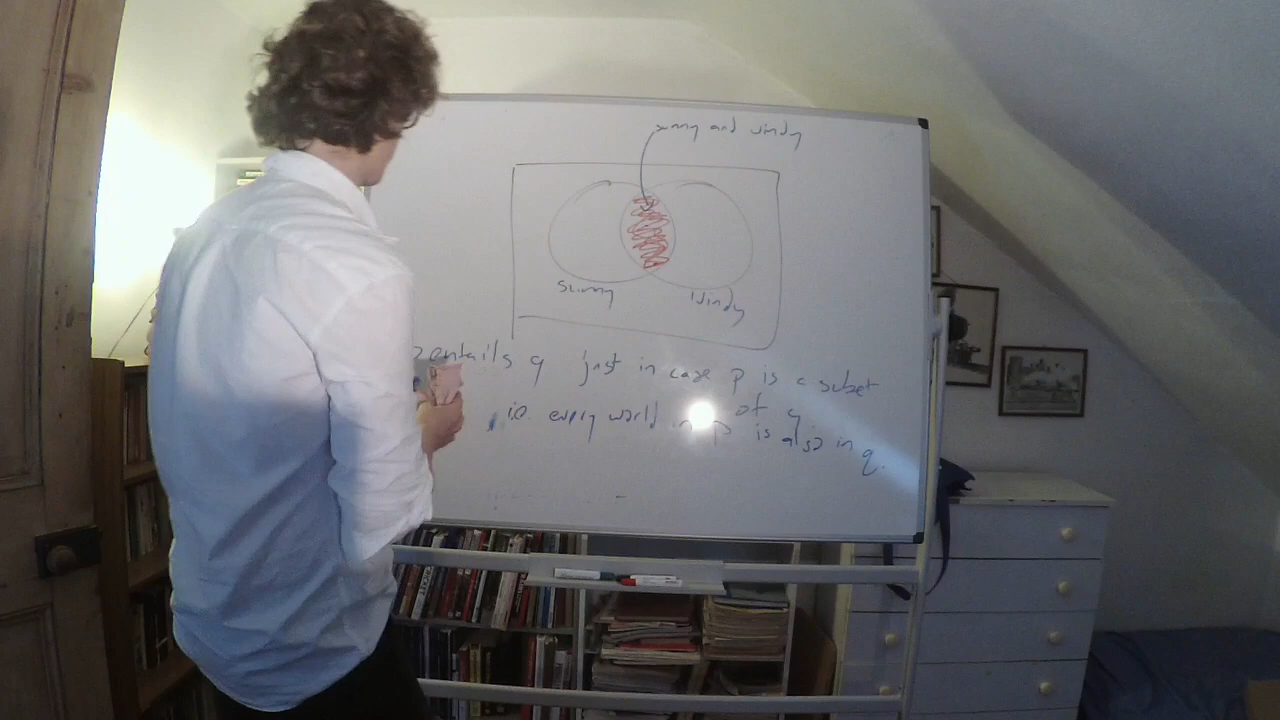 sunny and windy
sunny
windy
entails q just in case p is a subset
of q
, i.e. every world in p is also in q.